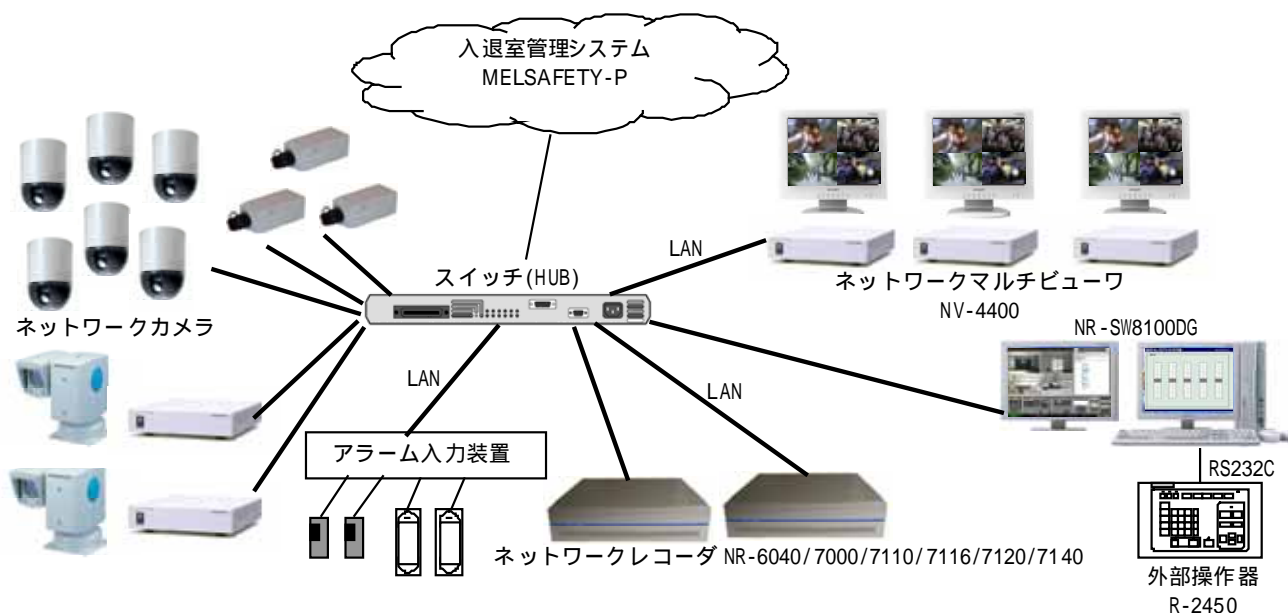 入退室管理システム
MELSAFETY-P
スイッチ(HUB)
LAN
ネットワークマルチビューワ
NV-4400
ネットワークカメラ
NR-SW8100DG
LAN
LAN
アラーム入力装置
RS232C
ネットワークレコーダ NR-6040/7000/7110/7116/7120/7140
外部操作器
R-2450